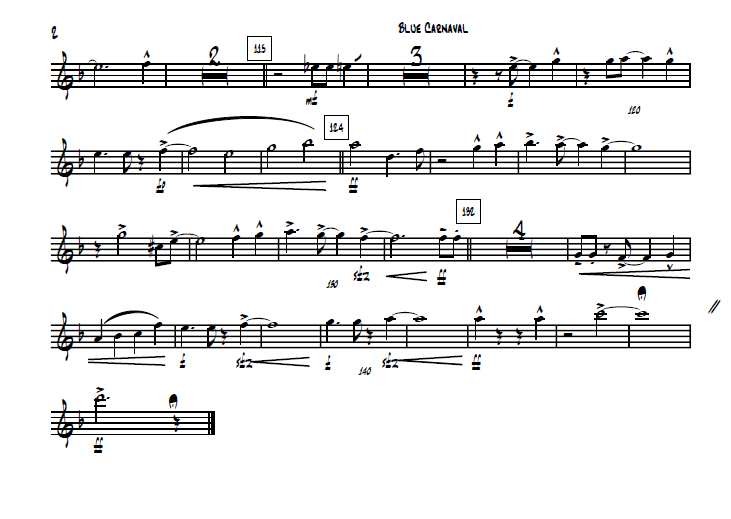 2 BLUE CARNAVAL
2 115 3
mf f 120
124
fp ff
132
4
130 sfz ff
f sfz f 140 sfz ff
//
ff